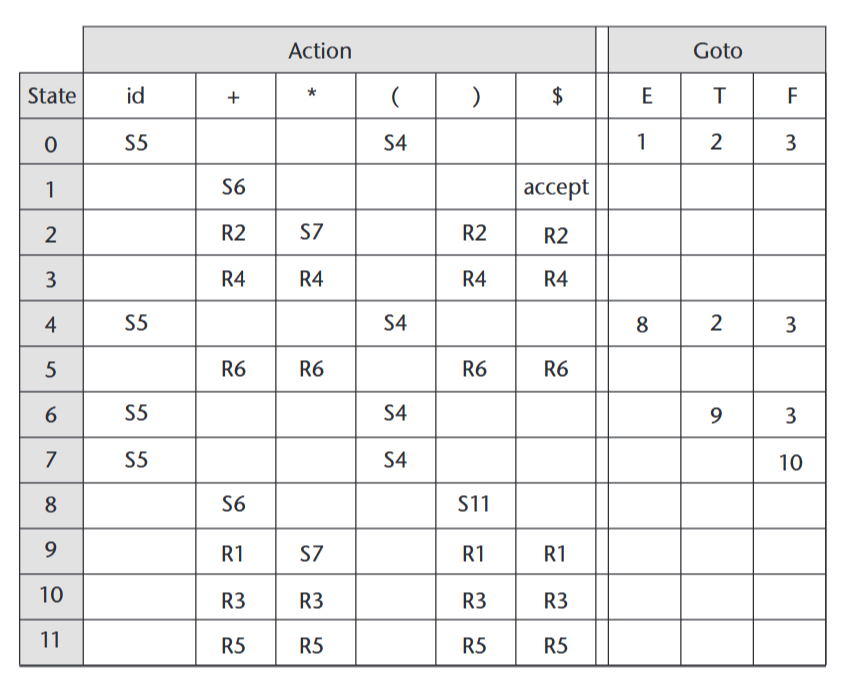 Action Goto
State id + * ( ) $ E T F
0 S5 S4 1 2 3
1 S6 accept
2 R2 S7 R2 R2
3 R4 R4 R4 R4
4 S5 S4 8 2 3
5 R6 R6 R6 R6
6 S5 S4 9 3
7 S5 S4 10
8 S6 S11
9 R1 S7 R1 R1
10 R3 R3 R3 R3
11 R5 R5 R5 R5